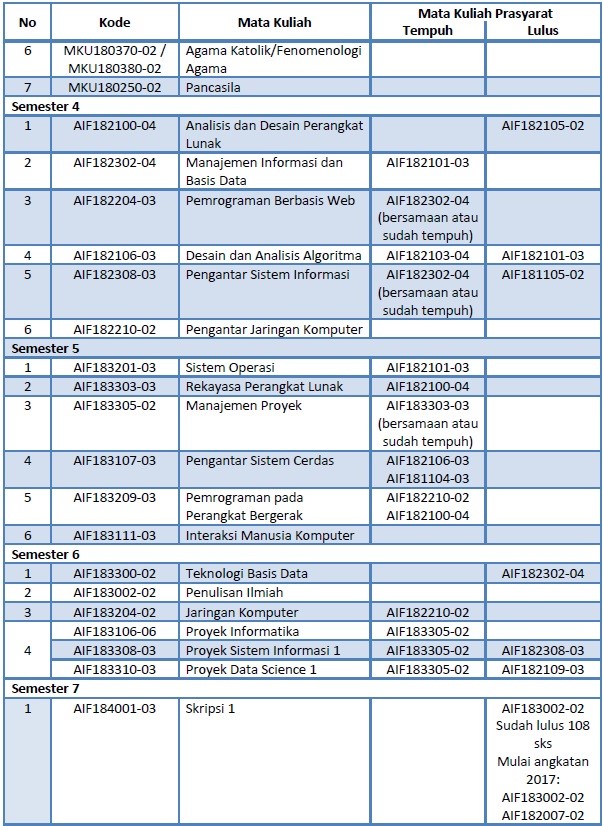 No Kode Mata Kuliah Mata Kuliah Prasyarat
Tempuh Lulus
6 MKU180370-02 / Agama Katolik/Fenomenologi
MKU180380-02 Agama
7 MKU180250-02 Pancasila
Semester 4
1 AIF182100-04 Analisis dan Desain Perangkat AIF182105-02
Lunak
2 AIF182302-04 Manajemen Informasi dan AIF182101-03
Basis Data
3 AIF182204-03 Pemrograman Berbasis Web AIF182302-04
(bersamaan atau
sudah tempuh)
4 AIF182106-03 Desain dan Analisis Algoritma AIF182103-04 AIF182101-03
5 AIF182308-03 Pengantar Sistem Informasi AIF182302-04 AIF181105-02
(bersamaan atau
sudah tempuh)
6 AIF182210-02 Pengantar Jaringan Komputer
Semester 5
1 AIF183201-03 Sistem Operasi AIF182101-03
2 AIF183303-03 Rekayasa Perangkat Lunak AIF182100-04
3 AIF183305-02 Manajemen Proyek AIF183303-03
(bersamaan atau
sudah tempuh)
4 AIF183107-03 Pengantar Sistem Cerdas AIF182106-03
AIF181104-03
5 AIF183209-03 Pemrograman pada AIF182210-02
Perangkat Bergerak AIF182100-04
6 AIF183111-03 Interaksi Manusia Komputer
Semester 6
1 AIF183300-02 Teknologi Basis Data AIF182302-04
2 AIF183002-02 Penulisan Ilmiah
3 AIF183204-02 Jaringan Komputer AIF182210-02
4 AIF183106-06 Proyek Informatika AIF183305-02
AIF183308-03 Proyek Sistem Informasi 1 AIF183305-02 AIF182308-03
AIF183310-03 Proyek Data Science 1 AIF183305-02 AIF182109-03
Semester 7
1 AIF184001-03 Skripsi 1 AIF183002-02
Sudah lulus 108
sks
Mulai angkatan
2017:
AIF183002-02
AIF182007-02